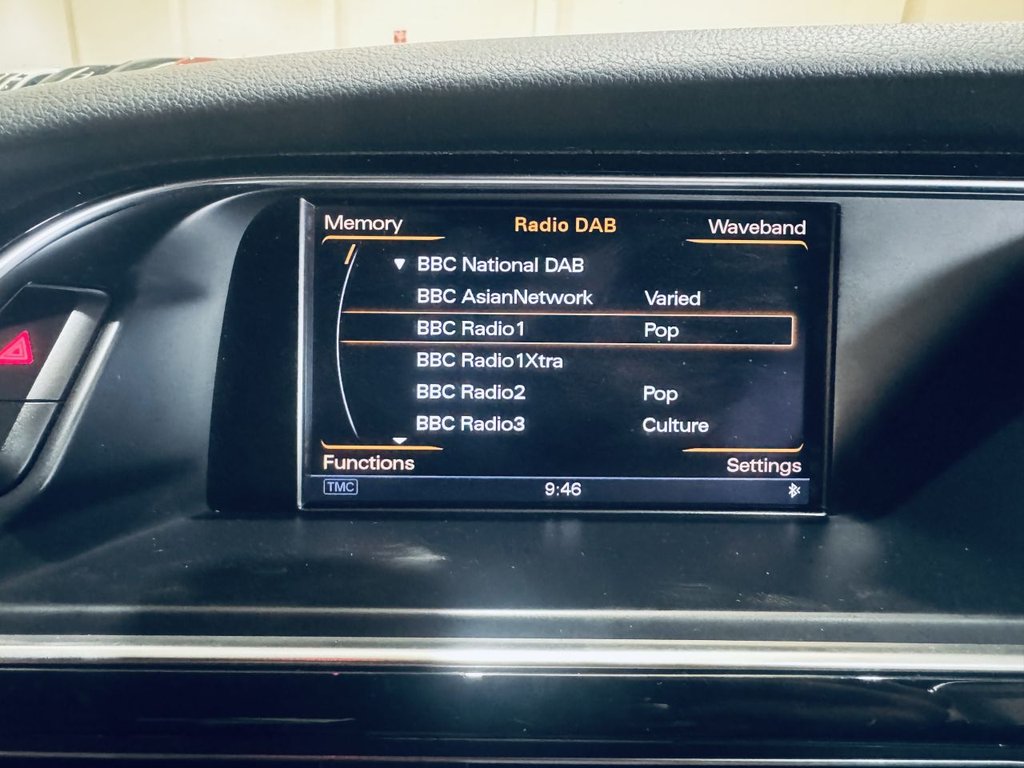 Memory Radio DAB Waveband
BBC National DAB
BBC AsianNetwork Varied
BBC Radio1 Pop
BBC Radio1Xtra
BBC Radio2 Pop
BBC Radio3 Culture
Functions Settings
TMC 9:46